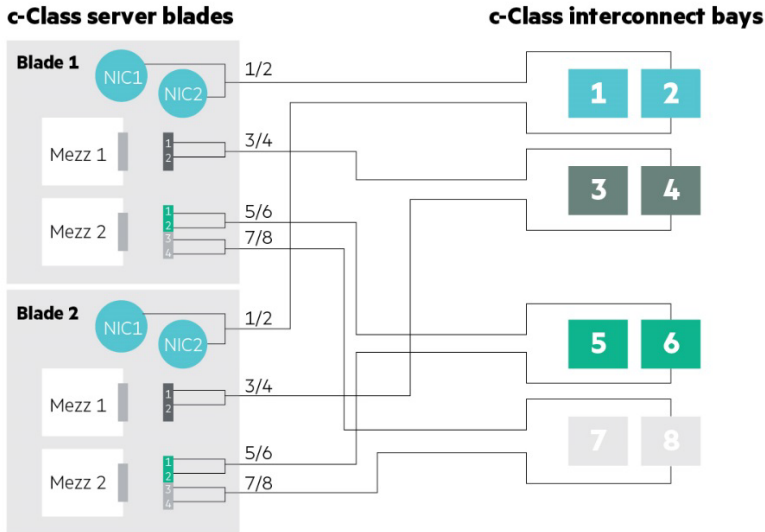 c-Class server blades
c-Class interconnect bays
Blade 1
NIC1
NIC2
1/2
Mezz 1
1
2
3/4
Mezz 2
1
2
3
4
5/6
7/8
Blade 2
NIC1
NIC2
1/2
Mezz 1
1
2
3/4
Mezz 2
1
2
3
4
5/6
7/8
1 2
3 4
5 6
7 8